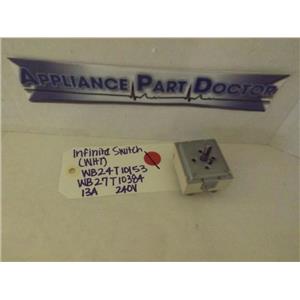 APPLIANCE PART DOCTOR
Infinite Switch
(WHT)
WB24T10153
WB27T10384
13A 240V